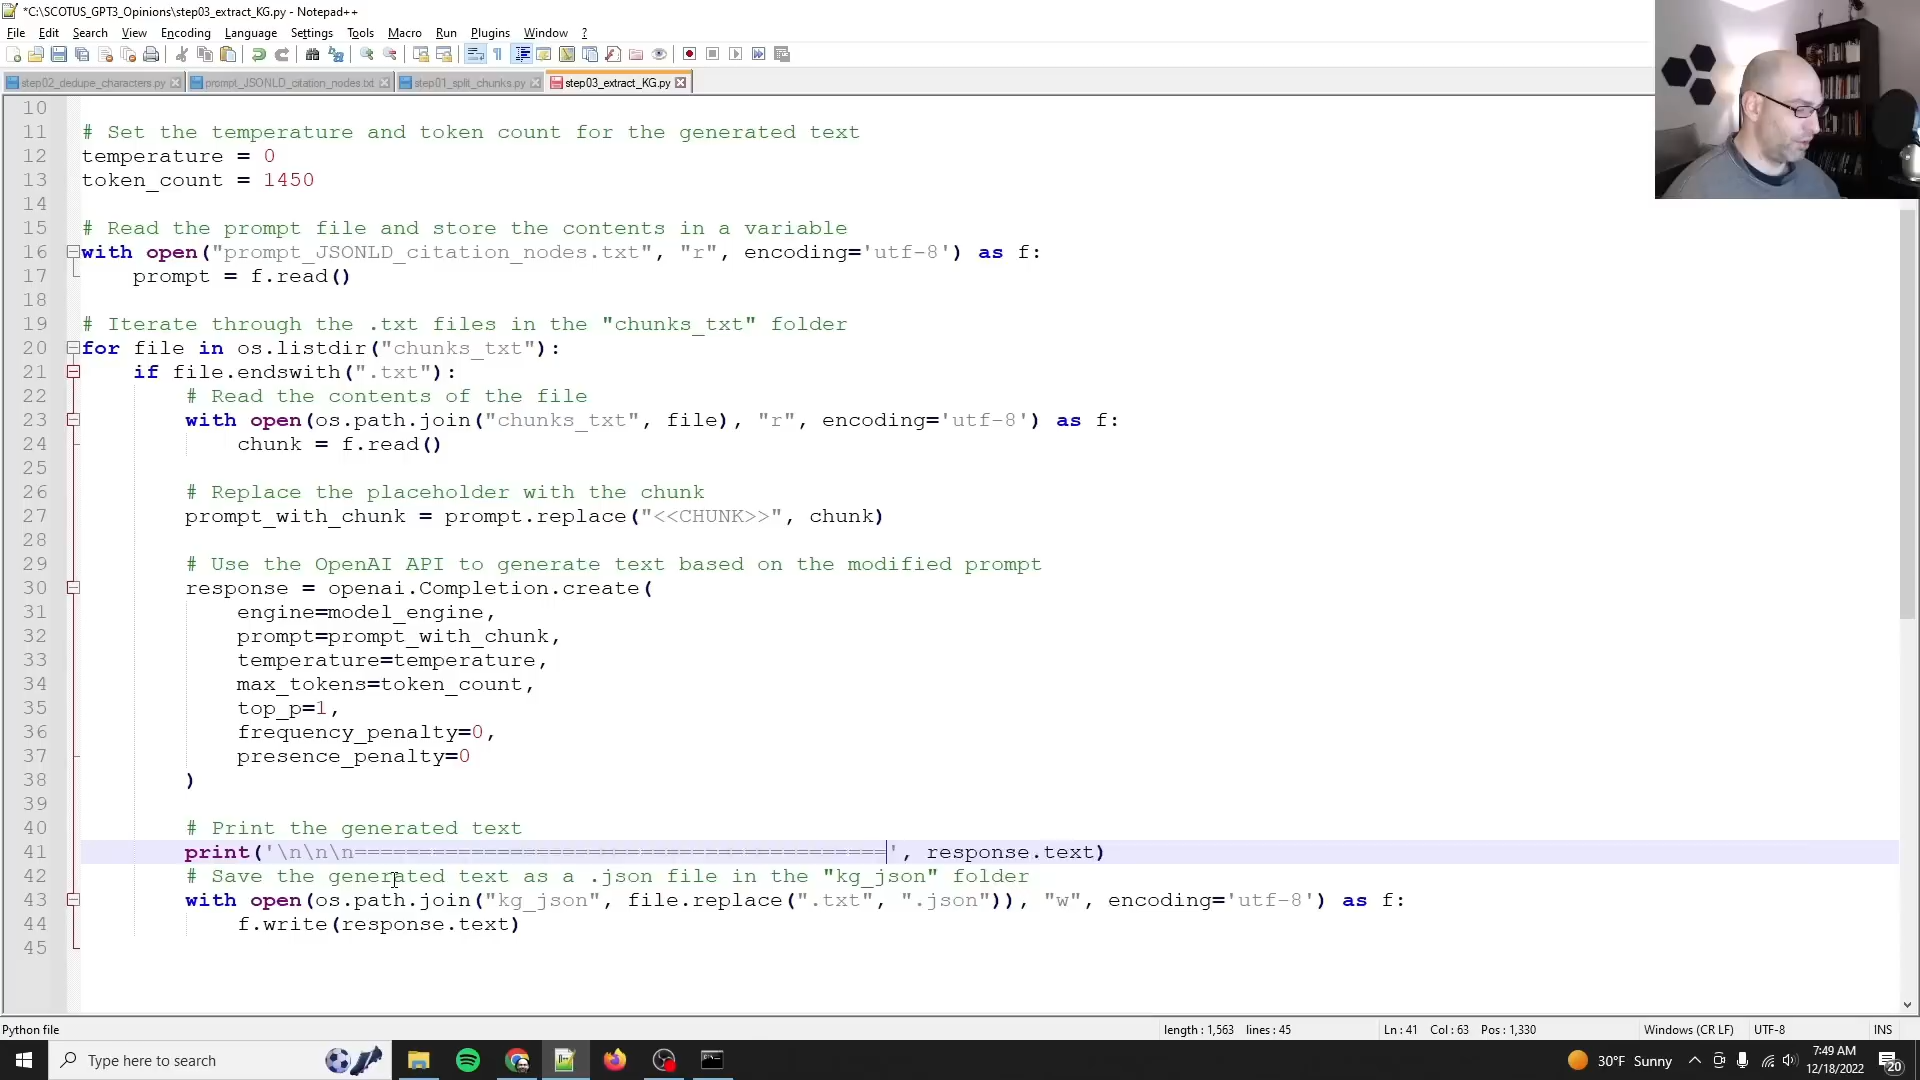 *C:\SCOTUS_GPT3_Opinions\step03_extract_KG.py - Notepad++
File Edit Search View Encoding Language Settings Tools Macro Run Plugins Window ?
step02_dedupe_characters.py prompt_JSONLD_citation_nodes.txt step01_split_chunks.py step03_extract_KG.py
10
11 # Set the temperature and token count for the generated text
12 temperature = 0
13 token_count = 1450
14
15 # Read the prompt file and store the contents in a variable
16 with open("prompt_JSONLD_citation_nodes.txt", "r", encoding='utf-8') as f:
17     prompt = f.read()
18
19 # Iterate through the .txt files in the "chunks_txt" folder
20 for file in os.listdir("chunks_txt"):
21     if file.endswith(".txt"):
22         # Read the contents of the file
23         with open(os.path.join("chunks_txt", file), "r", encoding='utf-8') as f:
24             chunk = f.read()
25
26         # Replace the placeholder with the chunk
27         prompt_with_chunk = prompt.replace("<<CHUNK>>", chunk)
28
29         # Use the OpenAI API to generate text based on the modified prompt
30         response = openai.Completion.create(
31             engine=model_engine,
32             prompt=prompt_with_chunk,
33             temperature=temperature,
34             max_tokens=token_count,
35             top_p=1,
36             frequency_penalty=0,
37             presence_penalty=0
38         )
39
40         # Print the generated text
41         print('\n\n\n=========================================', response.text)
42         # Save the generated text as a .json file in the "kg_json" folder
43         with open(os.path.join("kg_json", file.replace(".txt", ".json")), "w", encoding='utf-8') as f:
44             f.write(response.text)
45
Python file length : 1,563 lines : 45 Ln : 41 Col : 63 Pos : 1,330 Windows (CR LF) UTF-8 INS
Type here to search 30°F Sunny 7:49 AM
12/18/2022 20